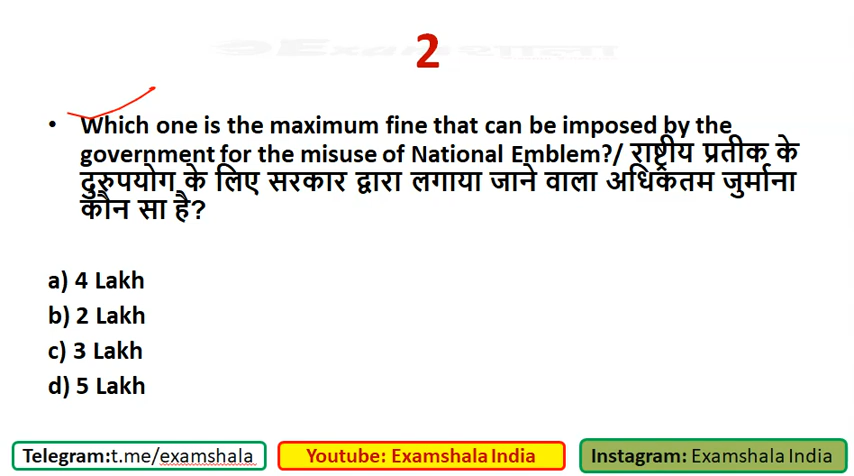 Exam शाला
2
• Which one is the maximum fine that can be imposed by the
government for the misuse of National Emblem?/ राष्ट्रीय प्रतीक के
दुरुपयोग के लिए सरकार द्वारा लगाया जाने वाला अधिकतम जुर्माना
कौन सा है?
a) 4 Lakh
b) 2 Lakh
c) 3 Lakh
d) 5 Lakh
Telegram:t.me/examshala
Youtube: Examshala India
Instagram: Examshala India